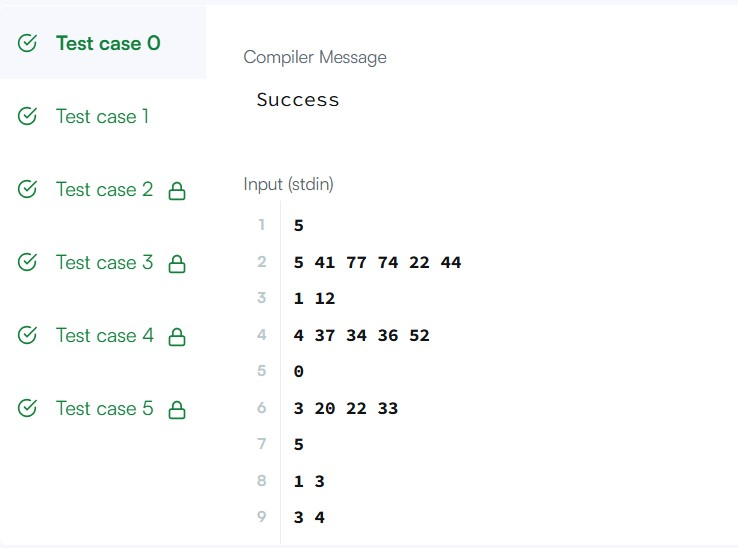 Test case 0
Test case 1
Test case 2
Test case 3
Test case 4
Test case 5
Compiler Message
Success
Input (stdin)
1 5
2 5 41 77 74 22 44
3 1 12
4 4 37 34 36 52
5 0
6 3 20 22 33
7 5
8 1 3
9 3 4